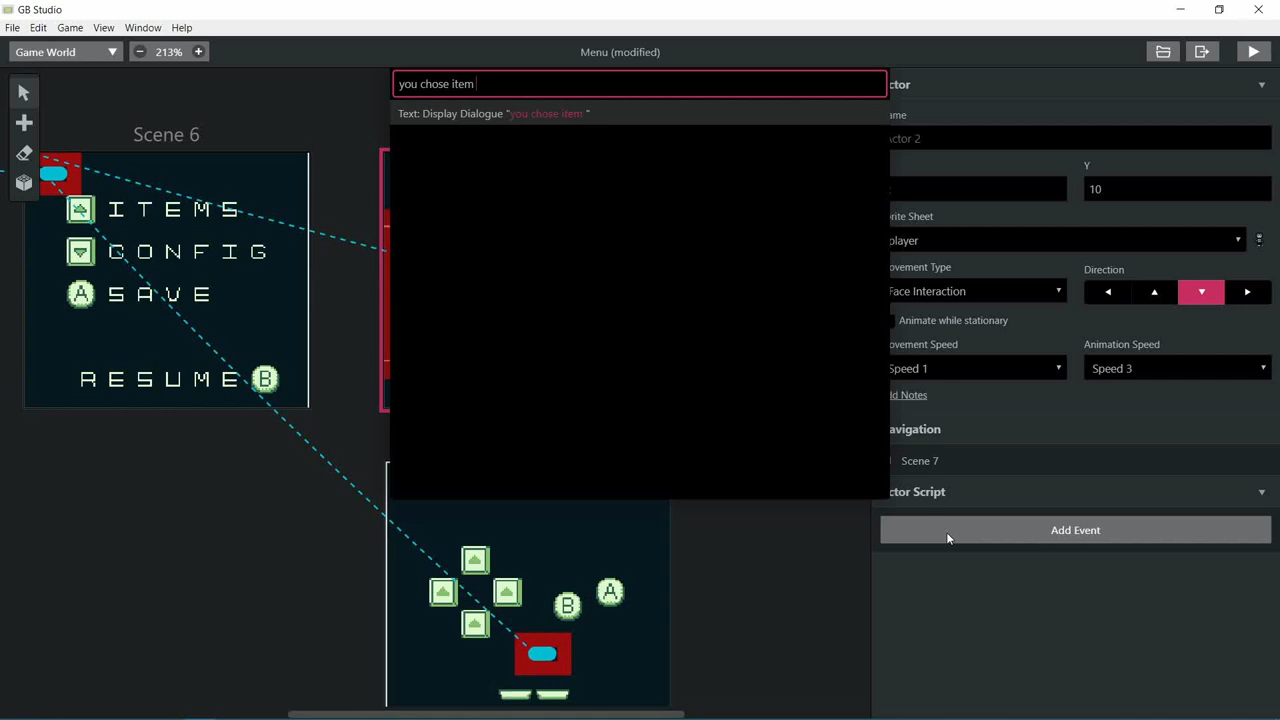 GB Studio
File Edit Game View Window Help
Game World 213% Menu (modified)
you chose item
Text: Display Dialogue "you chose item "
ctor
ame
ctor 2
Y
10
rite Sheet
player
ovement Type Direction
Face Interaction
Animate while stationary
ovement Speed Animation Speed
Speed 1 Speed 3
ld Notes
avigation
Scene 7
ctor Script
Add Event
Scene 6
ITEMS
CONFIG
A SAVE
RESUME B
B A